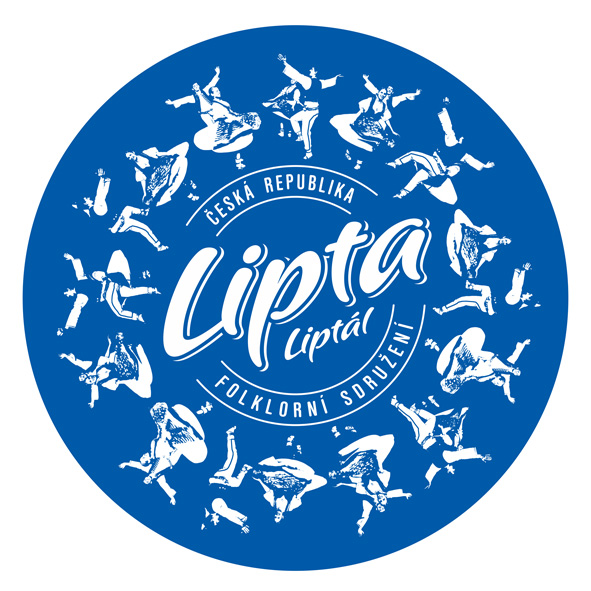 ČESKÁ REPUBLIKA
Lipta
Liptál
FOLKLORNÍ SDRUŽENÍ